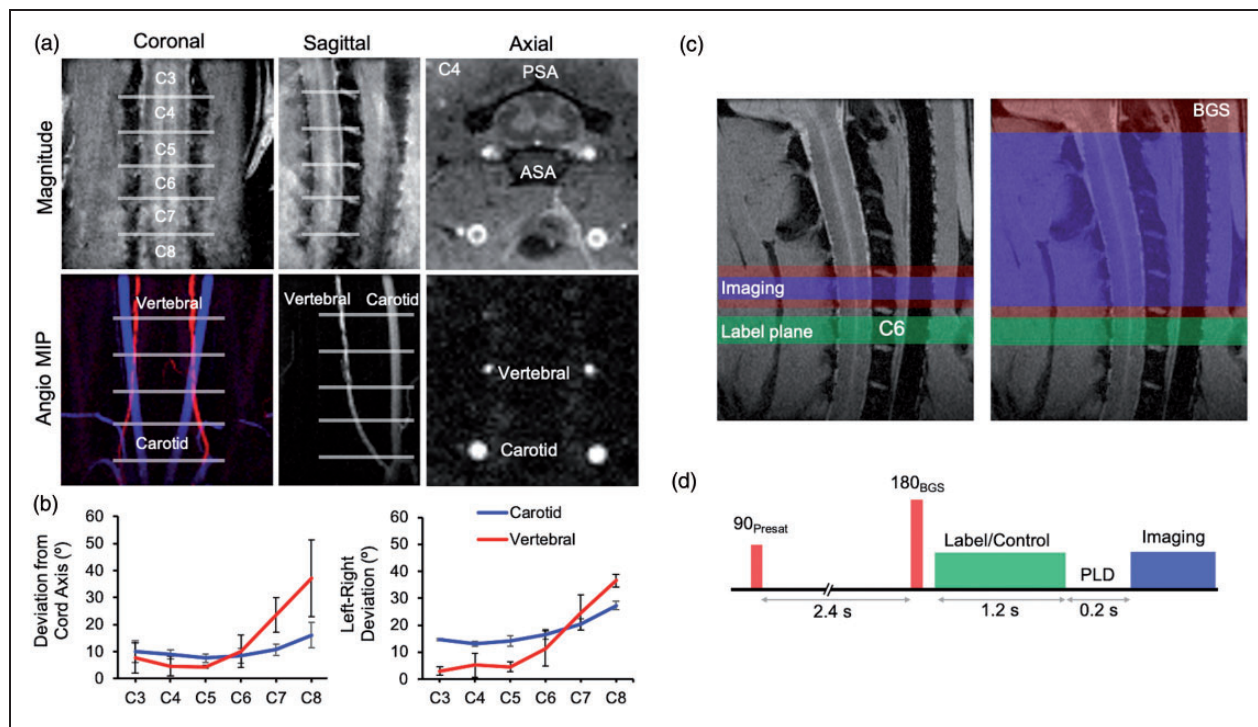 (a)
Coronal
Sagittal
Axial
Magnitude
C3
C4
C5
C6
C7
C8
C4
PSA
ASA
Angio MIP
Vertebral
Carotid
Vertebral Carotid
Vertebral
Carotid
(b)
Deviation from
Cord Axis (º)
60
50
40
30
20
10
0
C3 C4 C5 C6 C7 C8
Left-Right
Deviation (º)
60
50
40
30
20
10
0
C3 C4 C5 C6 C7 C8
Carotid
Vertebral
(c)
Imaging
Label plane
C6
BGS
(d)
90Presat
180BGS
Label/Control
PLD
Imaging
2.4 s
1.2 s
0.2 s